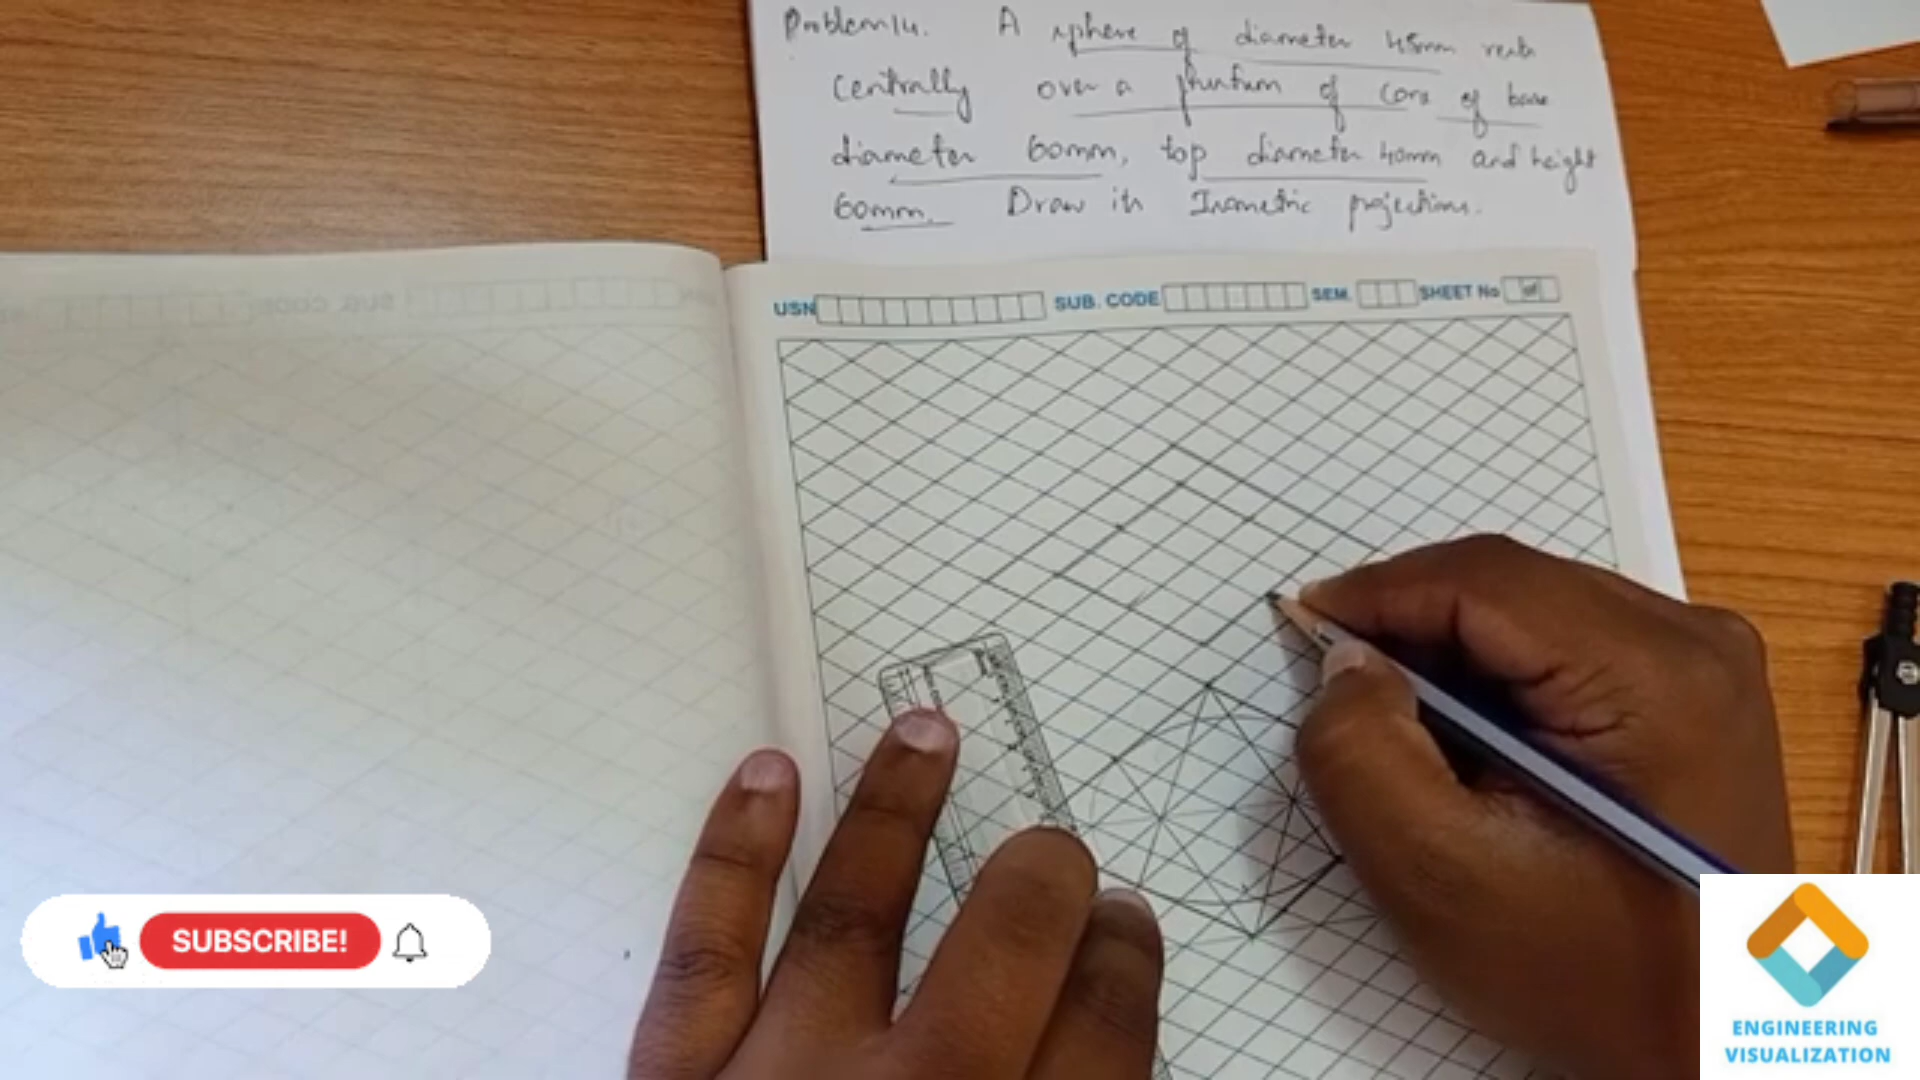 Problem 14. A sphere of diameter 45mm rests
centrally over a frustum of cone of base
diameter 60mm, top diameter 40mm and height
60mm. Draw its Isometric projections.
USN SUB. CODE SEM. SHEET No
SUBSCRIBE!
ENGINEERING
VISUALIZATION